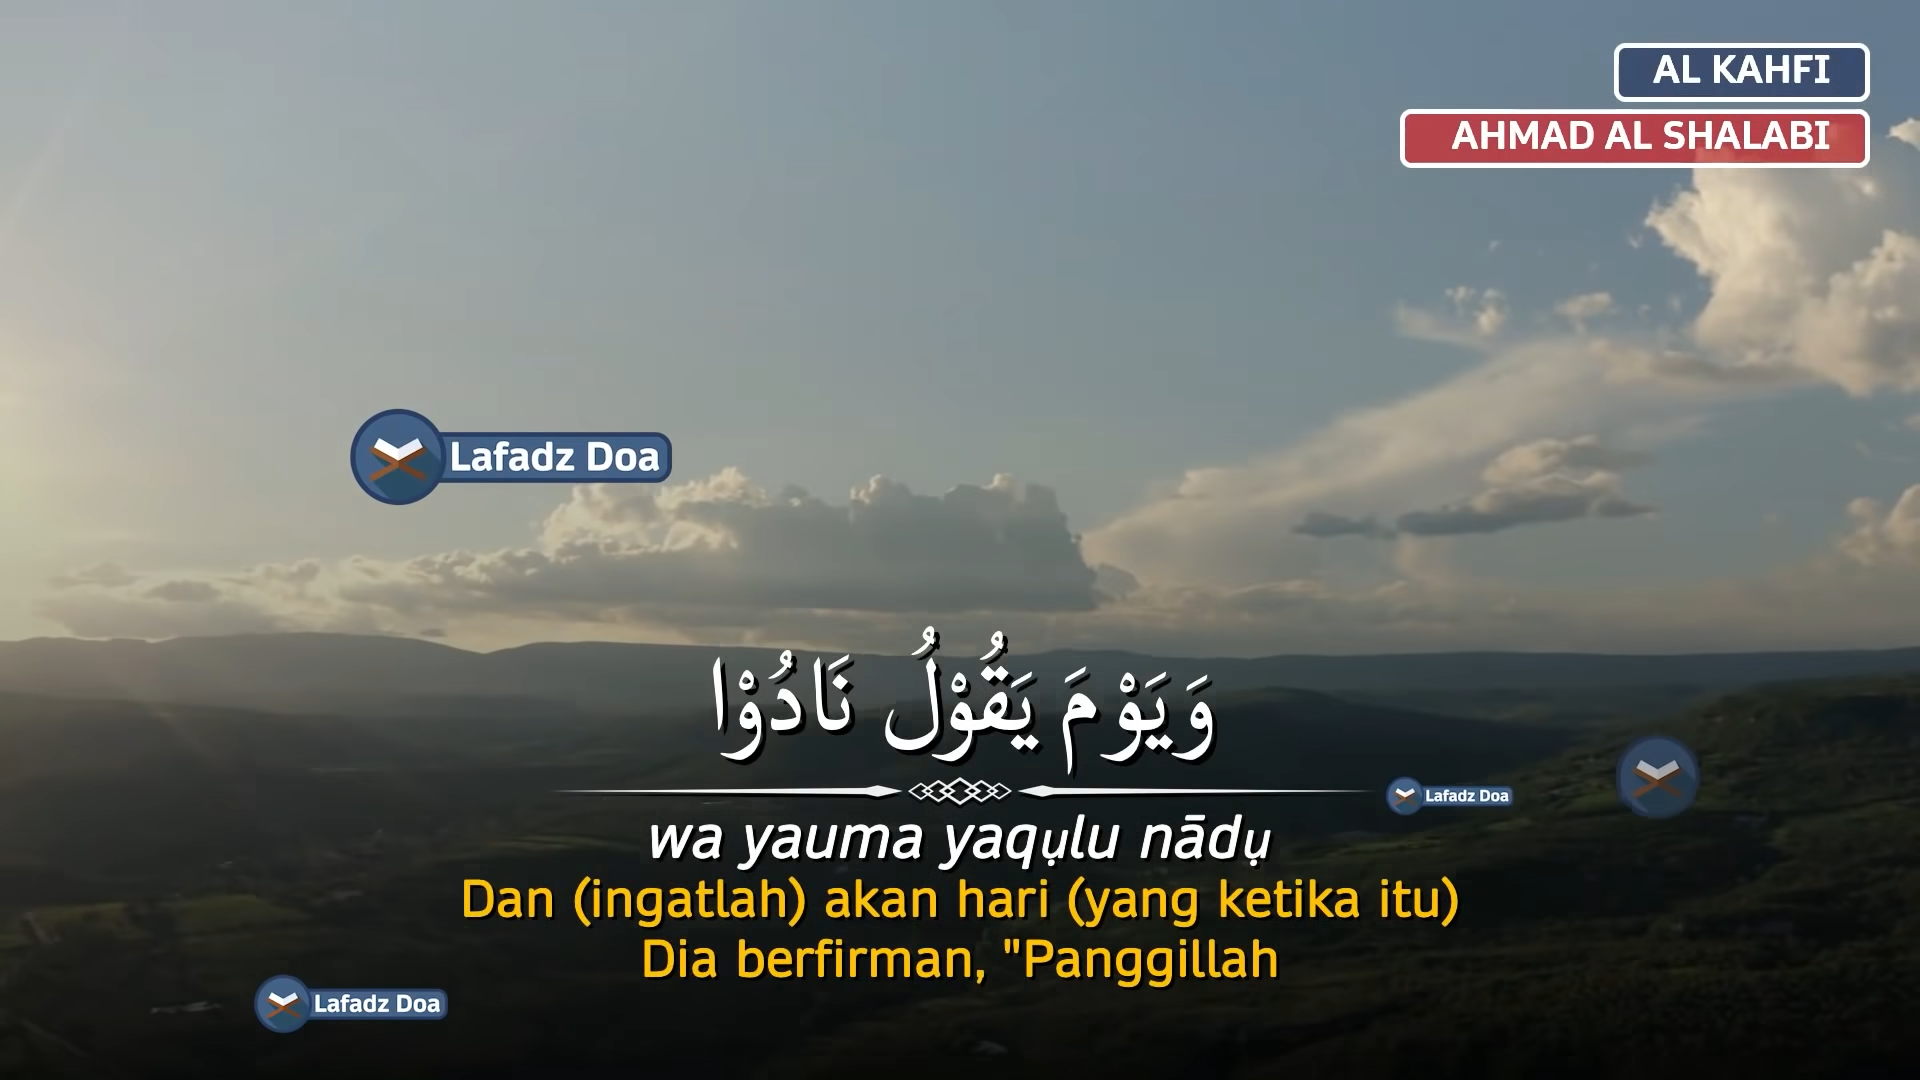 AL KAHFI
AHMAD AL SHALABI
Lafadz Doa
وَيَوْمَ يَقُوْلُ نَادُوْا
Lafadz Doa
wa yauma yaqụlu nādụ
Dan (ingatlah) akan hari (yang ketika itu)
Dia berfirman, "Panggillah
Lafadz Doa